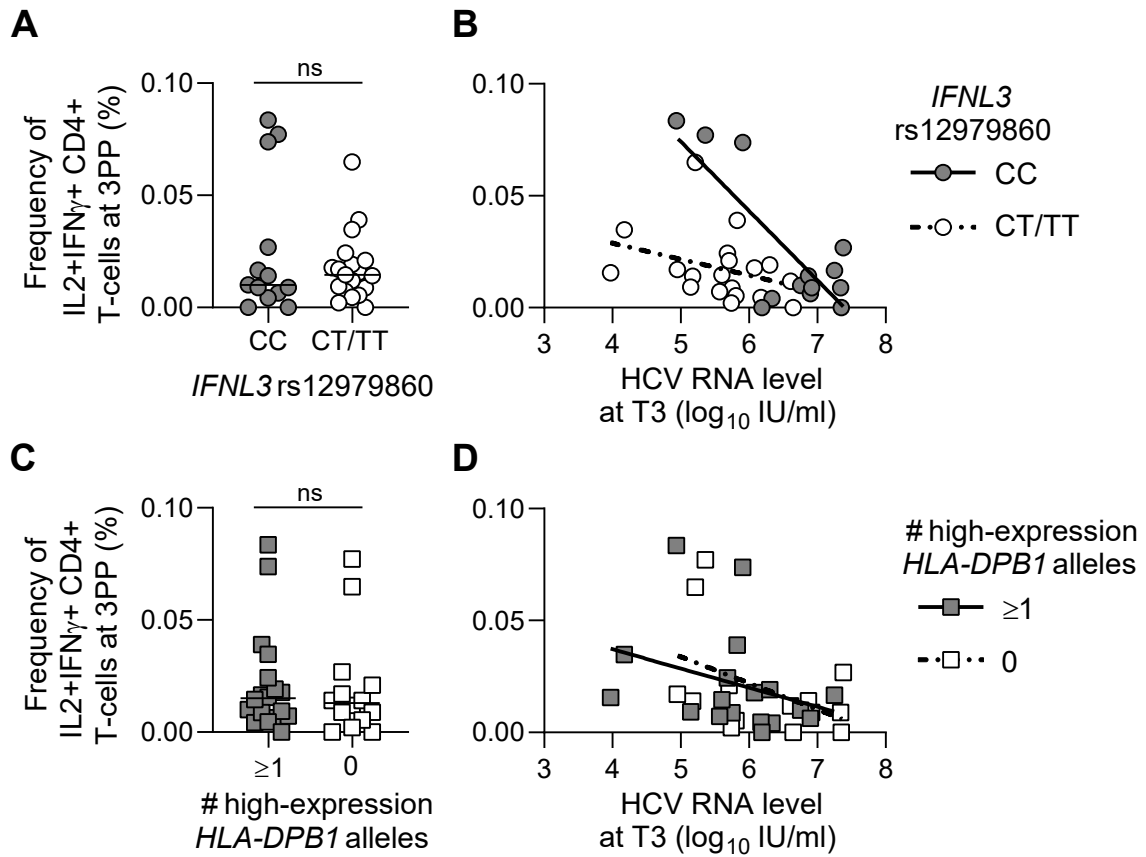 A
Frequency of
IL2+IFNγ+ CD4+
T-cells at 3PP (%)
0.10
0.05
0.00
ns
CC CT/TT
IFNL3 rs12979860
B
0.10
0.05
0.00
3 4 5 6 7 8
HCV RNA level
at T3 (log10 IU/ml)
IFNL3
rs12979860
CC
CT/TT
C
Frequency of
IL2+IFNγ+ CD4+
T-cells at 3PP (%)
0.10
0.05
0.00
ns
≥1 0
# high-expression
HLA-DPB1 alleles
D
0.10
0.05
0.00
3 4 5 6 7 8
HCV RNA level
at T3 (log10 IU/ml)
# high-expression
HLA-DPB1 alleles
≥1
0